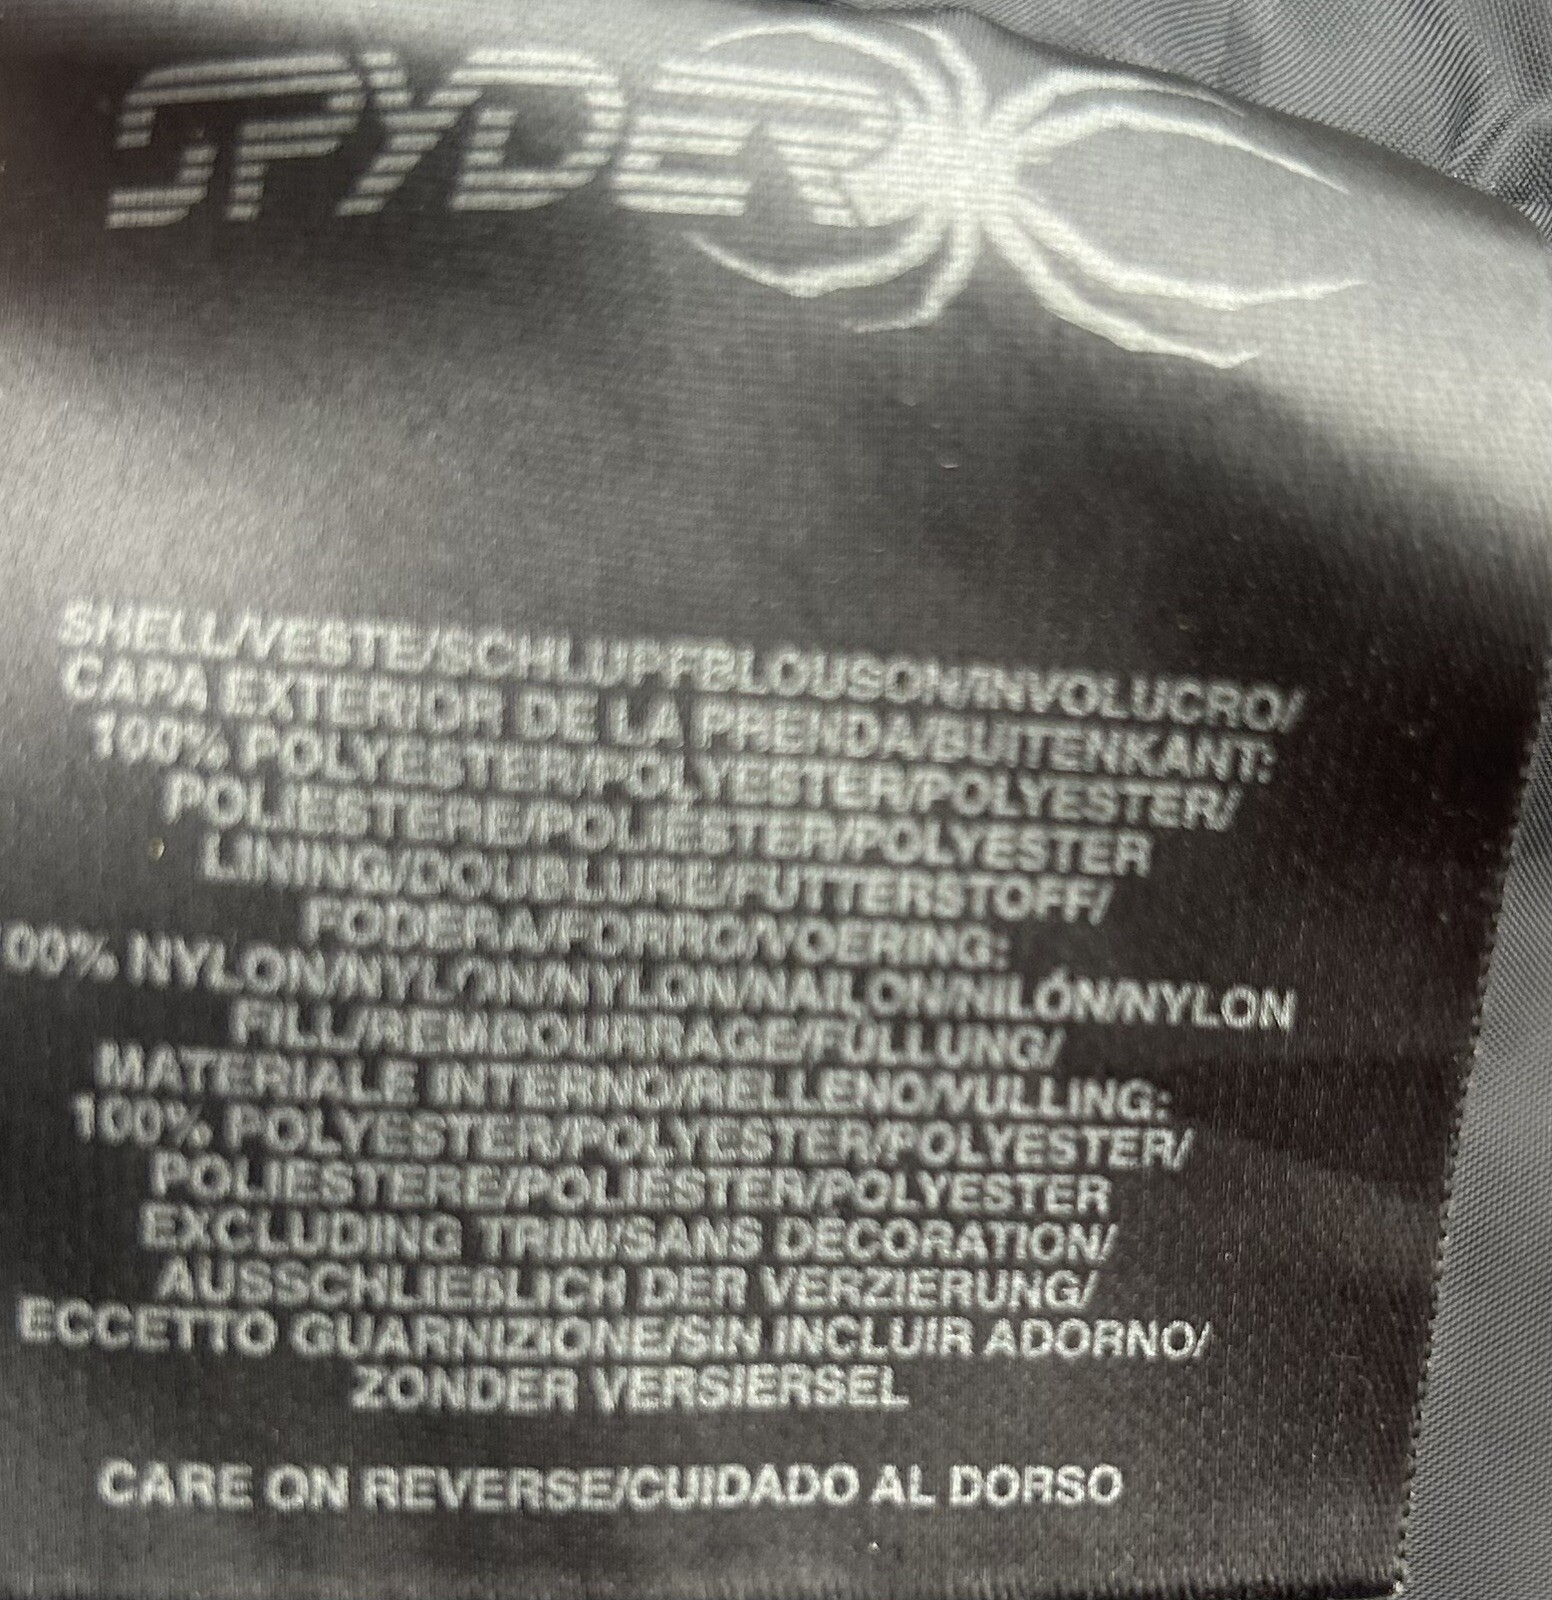 SPYDER
SHELL/VESTE/SCHLUPFBLOUSON/INVOLUCRO/
CAPA EXTERIOR DE LA PRENDA/BUITENKANT:
100% POLYESTER/POLYESTER/POLYESTER/
POLIESTERE/POLIÉSTER/POLYESTER
LINING/DOUBLURE/FUTTERSTOFF/
FODERA/FORRO/VOERING:
00% NYLON/NYLON/NYLON/NAILON/NILÓN/NYLON
FILL/REMBOURRAGE/FÜLLUNG/
MATERIALE INTERNO/RELLENO/VULLING:
100% POLYESTER/POLYESTER/POLYESTER/
POLIESTERE/POLIÉSTER/POLYESTER
EXCLUDING TRIM/SANS DÉCORATION/
AUSSCHLIEßLICH DER VERZIERUNG/
ECCETTO GUARNIZIONE/SIN INCLUIR ADORNO/
ZONDER VERSIERSEL
CARE ON REVERSE/CUIDADO AL DORSO